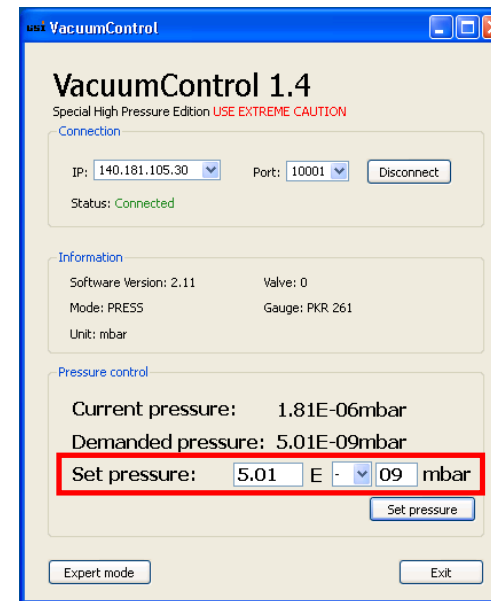 usi VacuumControl
VacuumControl 1.4
Special High Pressure Edition USE EXTREME CAUTION
Connection
IP: 140.181.105.30 Port: 10001 Disconnect
Status: Connected
Information
Software Version: 2.11 Valve: 0
Mode: PRESS Gauge: PKR 261
Unit: mbar
Pressure control
Current pressure: 1.81E-06mbar
Demanded pressure: 5.01E-09mbar
Set pressure: 5.01 E - 09 mbar
Set pressure
Expert mode Exit